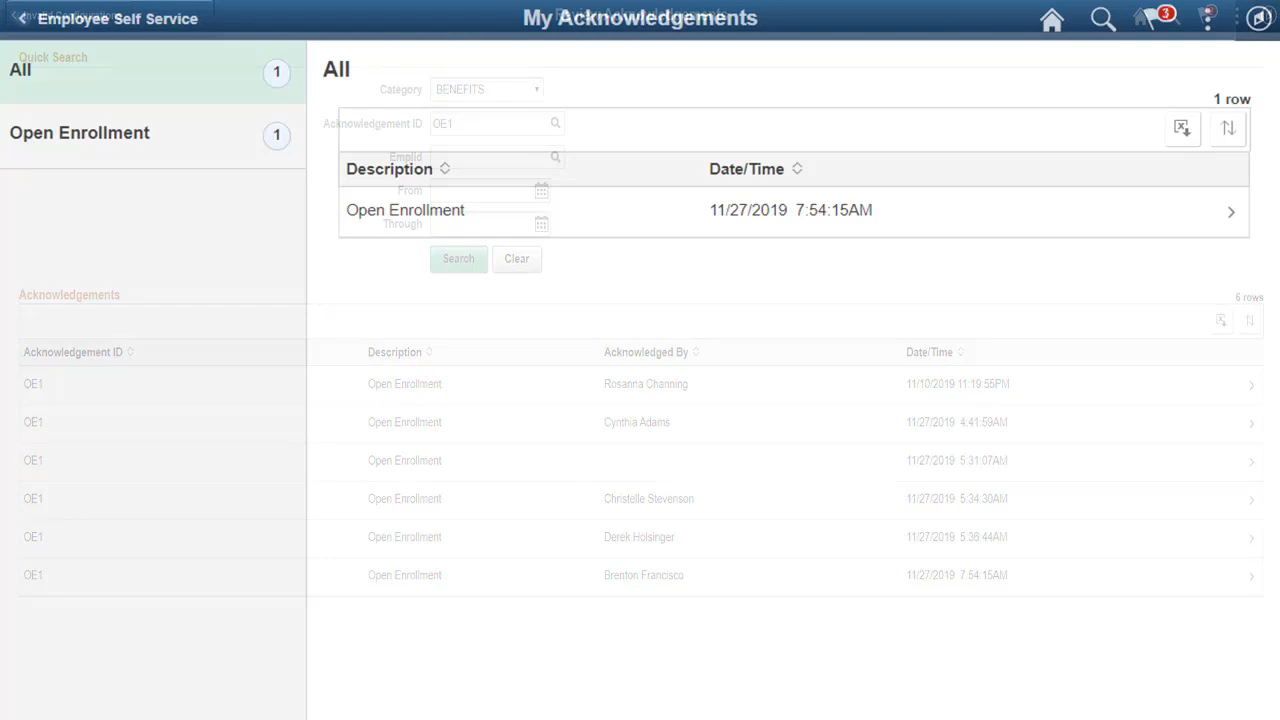 Employee Self Service
My Acknowledgements
3
All
1
Open Enrollment
1
All
1 row
Description
Date/Time
Open Enrollment
11/27/2019 7:54:15AM
Quick Search
Category
BENEFITS
Acknowledgement ID
OE1
Emplid
From
Through
Search
Clear
Acknowledgements
6 rows
Acknowledgement ID
Description
Acknowledged By
Date/Time
OE1 Open Enrollment Rosanna Channing 11/10/2019 11:19:55PM
OE1 Open Enrollment Cynthia Adams 11/27/2019 4:41:59AM
OE1 Open Enrollment 11/27/2019 5:31:07AM
OE1 Open Enrollment Christelle Stevenson 11/27/2019 5:34:30AM
OE1 Open Enrollment Derek Holsinger 11/27/2019 5:36:44AM
OE1 Open Enrollment Brenton Francisco 11/27/2019 7:54:15AM